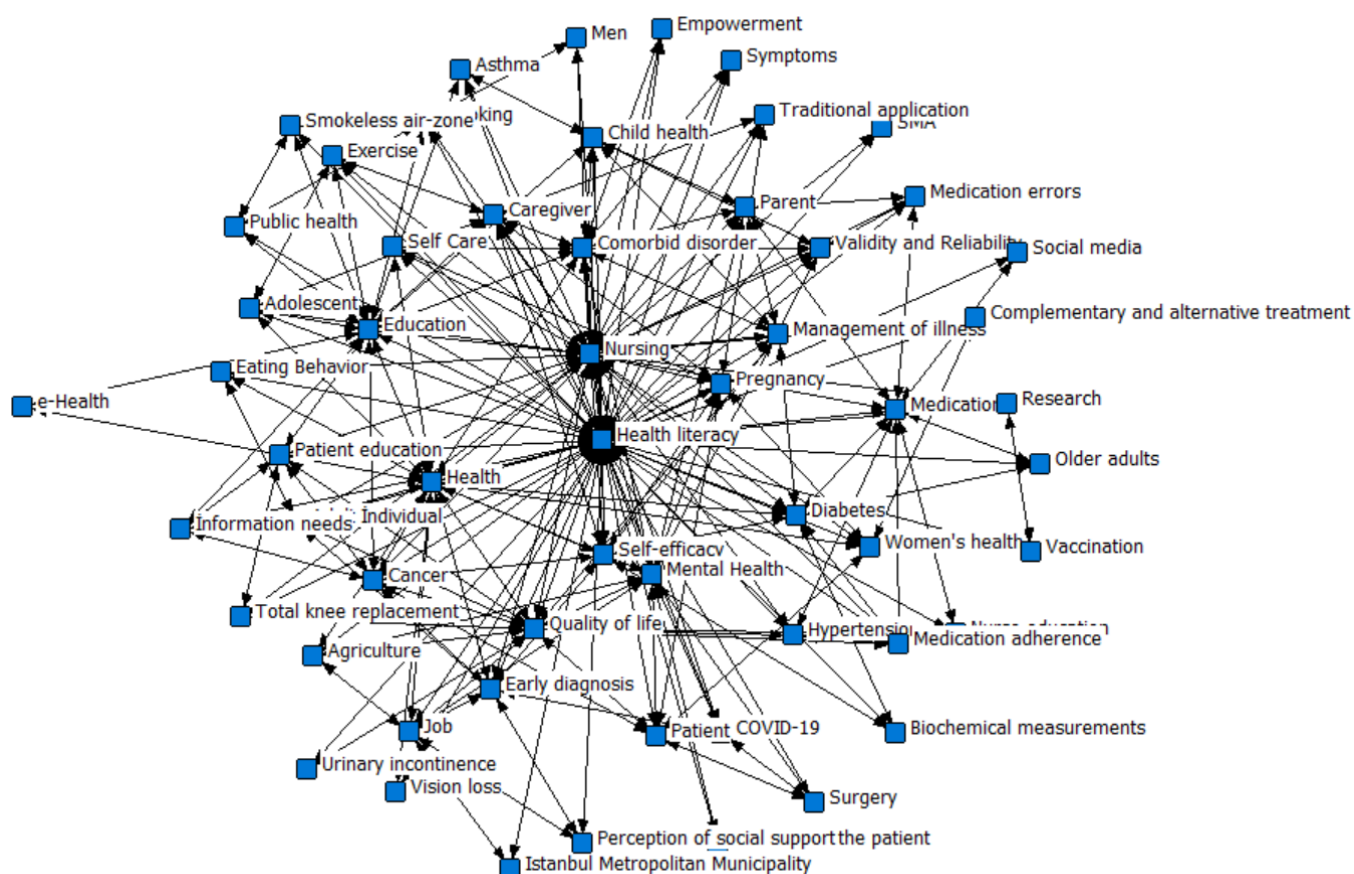 Empowerment
Men
Symptoms
Asthma
Traditional application
Smokeless air-zone
Child health
SMA
Exercise
Medication errors
Parent
Caregiver
Public health
Self Care
Comorbid disorder
Validity and Reliability
Social media
Adolescent
Education
Complementary and alternative treatment
Management of illness
Nursing
Eating Behavior
Pregnancy
e-Health
Medication
Research
Health literacy
Patient education
Older adults
Health
Diabetes
Information needs
Individual
Women's health
Vaccination
Self-efficacy
Mental Health
Cancer
Total knee replacement
Quality of life
Hypertension
Medication adherence
Agriculture
Early diagnosis
Job
Patient
COVID-19
Biochemical measurements
Urinary incontinence
Vision loss
Surgery
Perception of social support
the patient
Istanbul Metropolitan Municipality